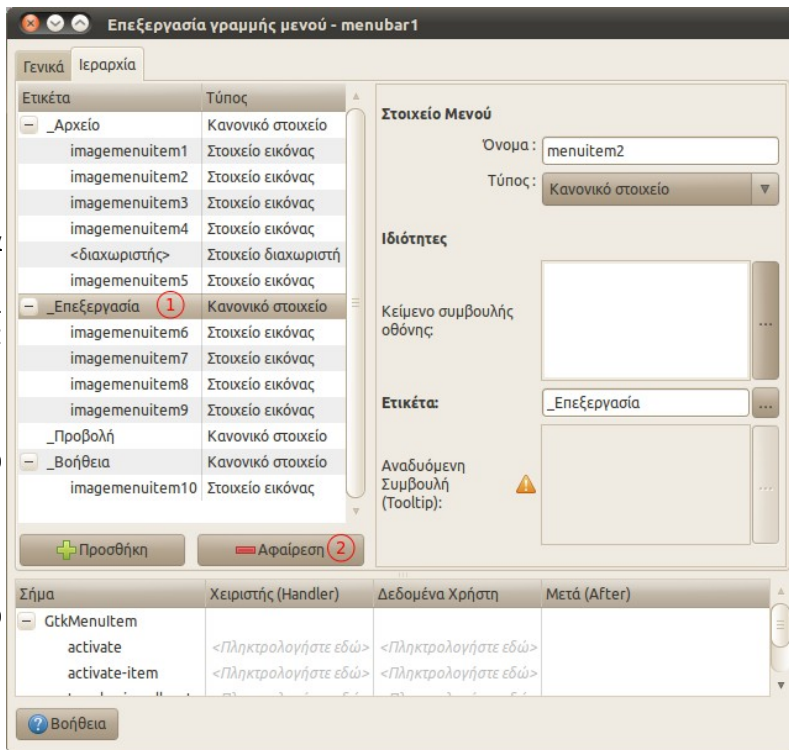 Επεξεργασία γραμμής μενού - menubar1
Γενικά Ιεραρχία
Ετικέτα Τύπος
_Αρχείο Κανονικό στοιχείο
imagemenuitem1 Στοιχείο εικόνας
imagemenuitem2 Στοιχείο εικόνας
imagemenuitem3 Στοιχείο εικόνας
imagemenuitem4 Στοιχείο εικόνας
<διαχωριστής> Στοιχείο διαχωριστή
imagemenuitem5 Στοιχείο εικόνας
_Επεξεργασία 1 Κανονικό στοιχείο
imagemenuitem6 Στοιχείο εικόνας
imagemenuitem7 Στοιχείο εικόνας
imagemenuitem8 Στοιχείο εικόνας
imagemenuitem9 Στοιχείο εικόνας
_Προβολή Κανονικό στοιχείο
_Βοήθεια Κανονικό στοιχείο
imagemenuitem10 Στοιχείο εικόνας
Προσθήκη Αφαίρεση 2
Στοιχείο Μενού
Όνομα: menuitem2
Τύπος: Κανονικό στοιχείο
Ιδιότητες
Κείμενο συμβουλής
οθόνης:
...
Ετικέτα: _Επεξεργασία ...
Αναδυόμενη
Συμβουλή
(Tooltip):
...
Σήμα Χειριστής (Handler) Δεδομένα Χρήστη Μετά (After)
GtkMenuItem
activate <Πληκτρολογήστε εδώ> <Πληκτρολογήστε εδώ>
activate-item <Πληκτρολογήστε εδώ> <Πληκτρολογήστε εδώ>
Βοήθεια